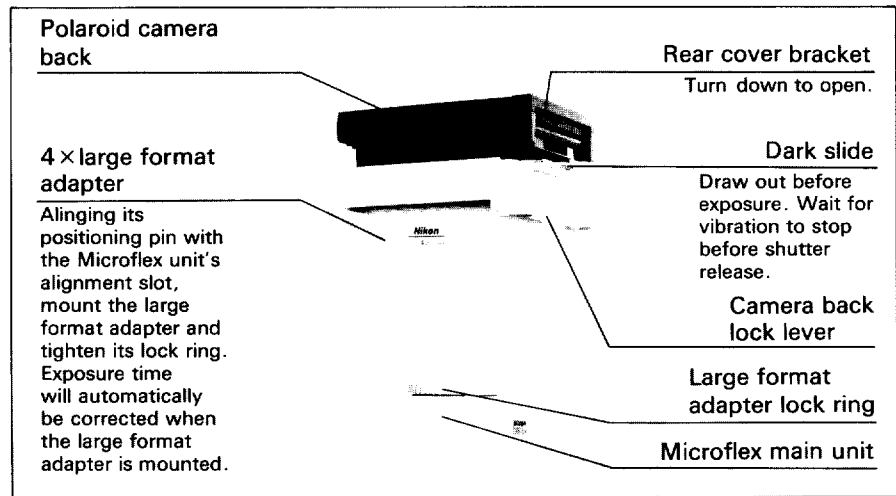 Polaroid camera
back
4×large format
adapter
Alinging its
positioning pin with
the Microflex unit's
alignment slot,
mount the large
format adapter and
tighten its lock ring.
Exposure time
will automatically
be corrected when
the large format
adapter is mounted.
Nikon
Rear cover bracket
Turn down to open.
Dark slide
Draw out before
exposure. Wait for
vibration to stop
before shutter
release.
Camera back
lock lever
Large format
adapter lock ring
Microflex main unit